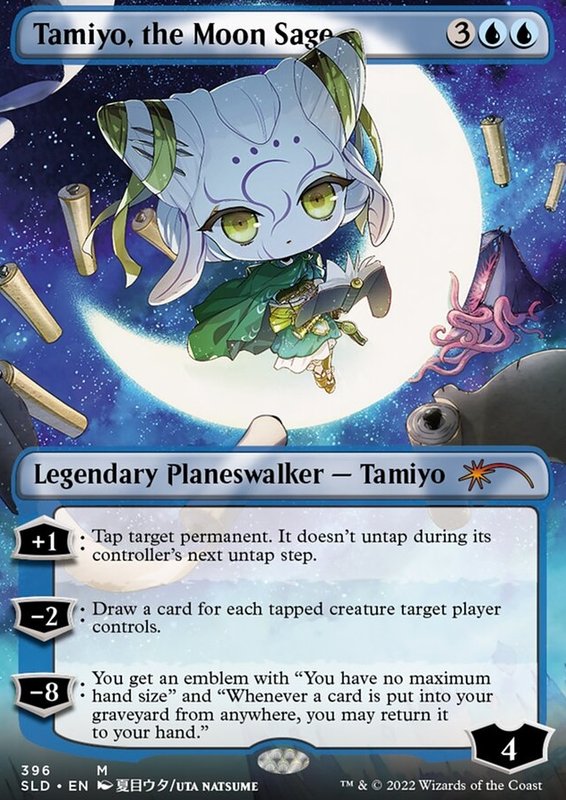 Tamiyo, the Moon Sage 3
Legendary Planeswalker — Tamiyo
+1 : Tap target permanent. It doesn't untap during its
controller's next untap step.
−2 : Draw a card for each tapped creature target player
controls.
−8 : You get an emblem with “You have no maximum
hand size” and “Whenever a card is put into your
graveyard from anywhere, you may return it
to your hand.”
4
396 M
SLD • EN 夏目ウタ/UTA NATSUME ™ & © 2022 Wizards of the Coast